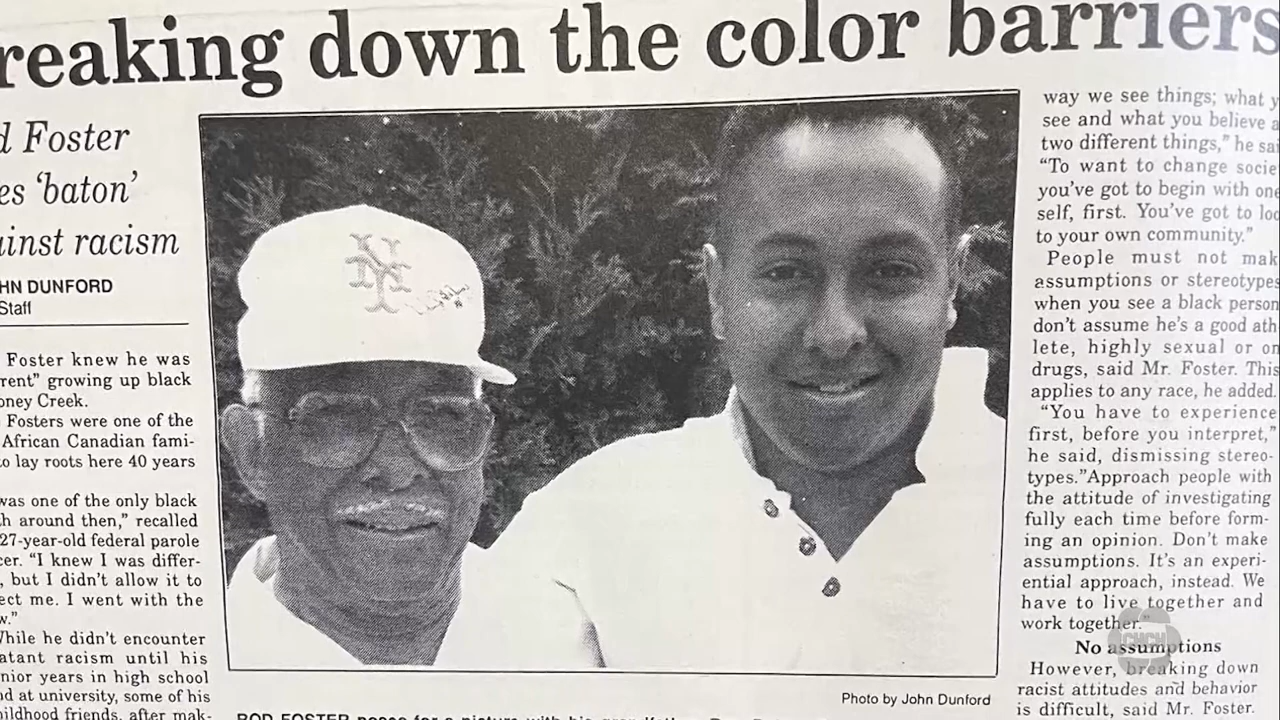 reaking down the color barriers
d Foster
es ‘baton’
ainst racism
HN DUNFORD
Staff
Foster knew he was
rent” growing up black
oney Creek.
Fosters were one of the
African Canadian fami-
to lay roots here 40 years
was one of the only black
h around then,” recalled
27-year-old federal parole
cer. “I knew I was differ-
, but I didn't allow it to
ect me. I went with the
w.”
While he didn't encounter
atant racism until his
nior years in high school
nd at university, some of his
hildhood friends, after mak-
NY
Photo by John Dunford
ROD FOSTER poses for a picture with his
way we see things; what y
see and what you believe a
two different things,” he sai
“To want to change socie
you've got to begin with one
self, first. You've got to loo
to your own community.”
People must not mak
assumptions or stereotypes
when you see a black person
don't assume he's a good ath
lete, highly sexual or on
drugs, said Mr. Foster. This
applies to any race, he added.
“You have to experience
first, before you interpret,”
he said, dismissing stereo-
types.”Approach people with
the attitude of investigating
fully each time before form-
ing an opinion. Don't make
assumptions. It's an experi-
ential approach, instead. We
have to live together and
work together.”
No assumptions
However, breaking down
racist attitudes and behavior
is difficult, said Mr. Foster.
CHCH